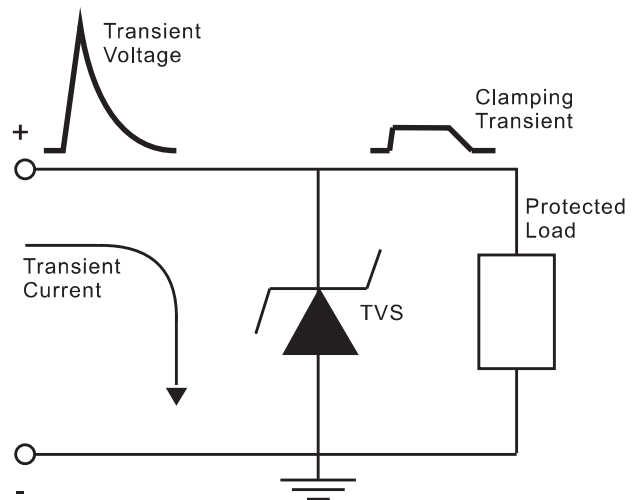 Transient
Voltage
Clamping
Transient
+
Protected
Load
Transient
Current
TVS
-